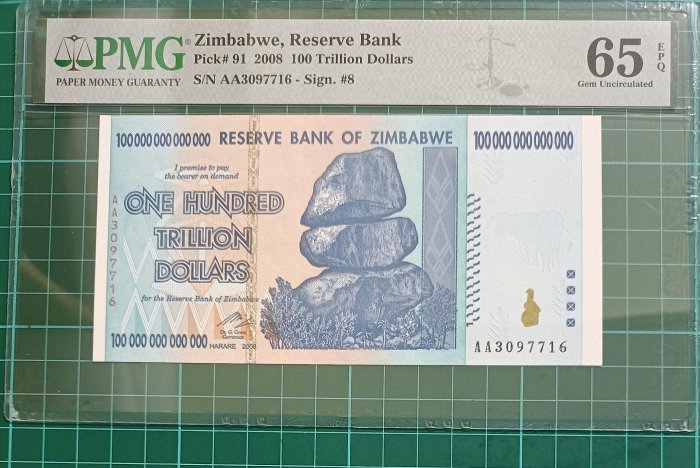 PMG®
PAPER MONEY GUARANTY
Zimbabwe, Reserve Bank
Pick# 91 2008 100 Trillion Dollars
S/N AA3097716 - Sign. #8
65 EPQ
Gem Uncirculated
100 000 000 000 000 RESERVE BANK OF ZIMBABWE 100 000 000 000 000
I promise to pay
the bearer on demand
ONE HUNDRED
TRILLION
DOLLARS
AA3097716
for the Reserve Bank of Zimbabwe
Dr. G. Gono
Governor
100 000 000 000 000
HARARE 2008
AA3097716